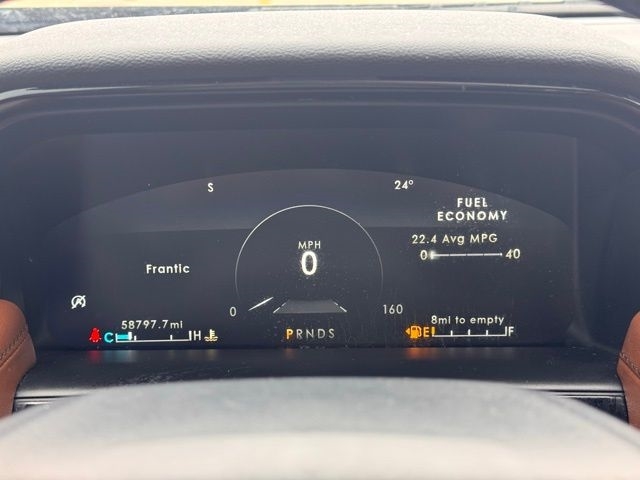 S
24°
FUEL
ECONOMY
MPH
0
22.4 Avg MPG
0 40
Frantic
0
160
58797.7mi
8mi to empty
C H
PRNDS
E F